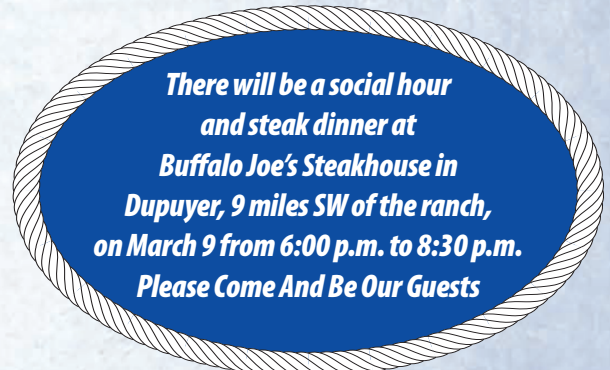 There will be a social hour
and steak dinner at
Buffalo Joe's Steakhouse in
Dupuyer, 9 miles SW of the ranch,
on March 9 from 6:00 p.m. to 8:30 p.m.
Please Come And Be Our Guests